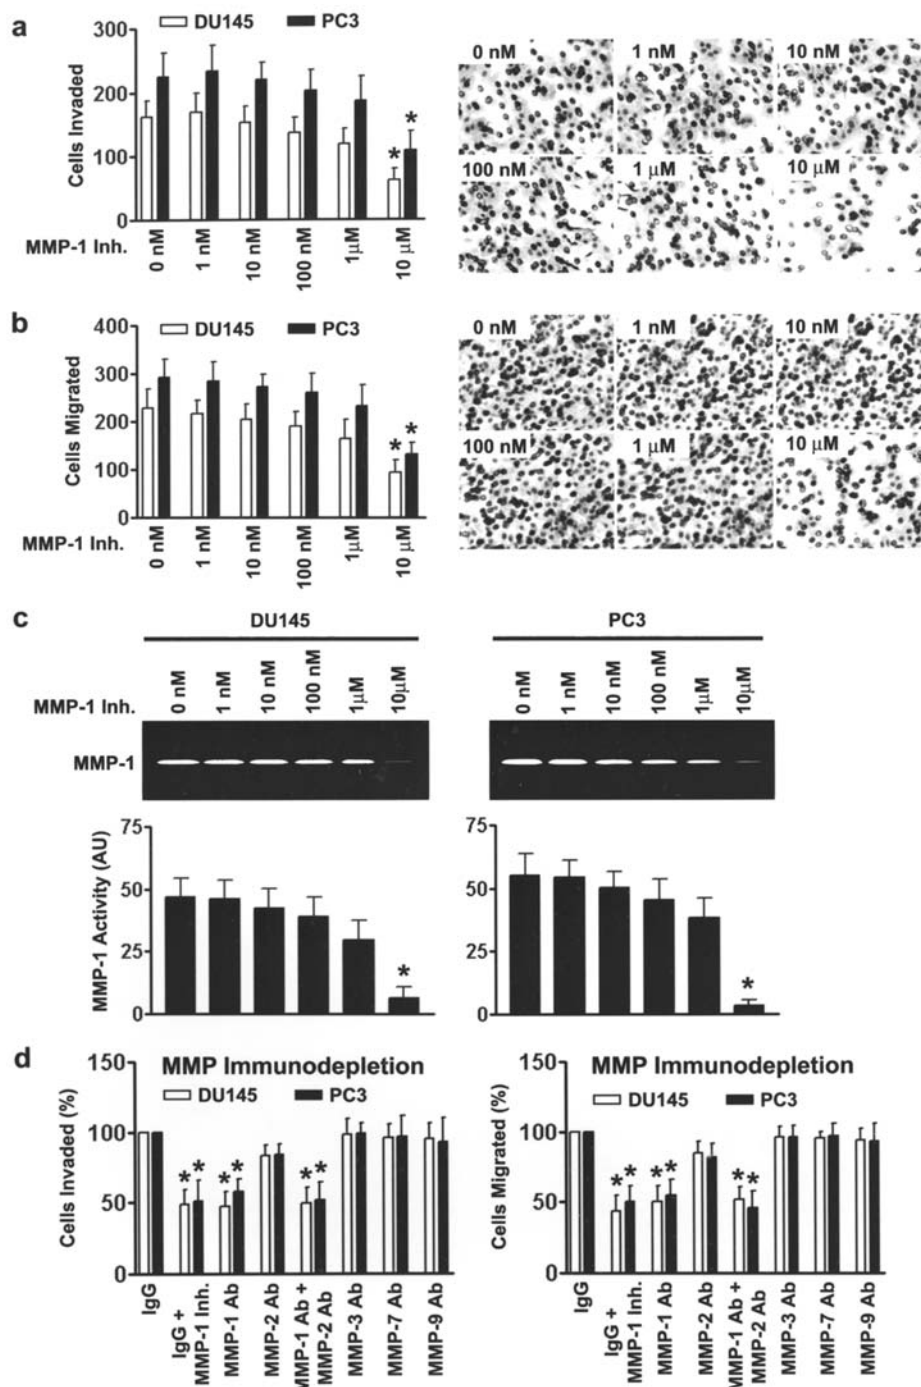 a
DU145 PC3
Cells Invaded
300
200
100
0
MMP-1 Inh.
0 nM
1 nM
10 nM
100 nM
1μM
10 μM
*
*
0 nM
1 nM
10 nM
100 nM
1 μM
10 μM
b
DU145 PC3
Cells Migrated
400
300
200
100
0
MMP-1 Inh.
0 nM
1 nM
10 nM
100 nM
1μM
10 μM
*
*
0 nM
1 nM
10 nM
100 nM
1 μM
10 μM
c
DU145
PC3
MMP-1 Inh.
0 nM
1 nM
10 nM
100 nM
1μM
10μM
0 nM
1 nM
10 nM
100 nM
1μM
10μM
MMP-1
MMP-1 Activity (AU)
75
50
25
0
*
75
50
25
0
*
d
MMP Immunodepletion
DU145 PC3
Cells Invaded (%)
150
100
50
0
* *
* *
* *
IgG
IgG +
MMP-1 Inh.
MMP-1 Ab
MMP-2 Ab
MMP-1 Ab +
MMP-2 Ab
MMP-3 Ab
MMP-7 Ab
MMP-9 Ab
MMP Immunodepletion
DU145 PC3
Cells Migrated (%)
150
100
50
0
* *
* *
* *
IgG
IgG +
MMP-1 Inh.
MMP-1 Ab
MMP-2 Ab
MMP-1 Ab +
MMP-2 Ab
MMP-3 Ab
MMP-7 Ab
MMP-9 Ab